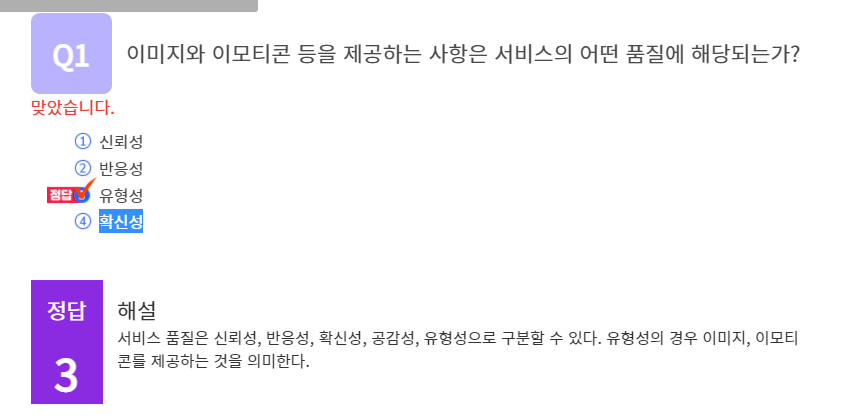 Q1 이미지와 이모티콘 등을 제공하는 사항은 서비스의 어떤 품질에 해당되는가?
맞았습니다.
① 신뢰성
② 반응성
정답 유형성
④ 확신성
정답 해설
서비스 품질은 신뢰성, 반응성, 확신성, 공감성, 유형성으로 구분할 수 있다. 유형성의 경우 이미지, 이모티
콘를 제공하는 것을 의미한다.
3